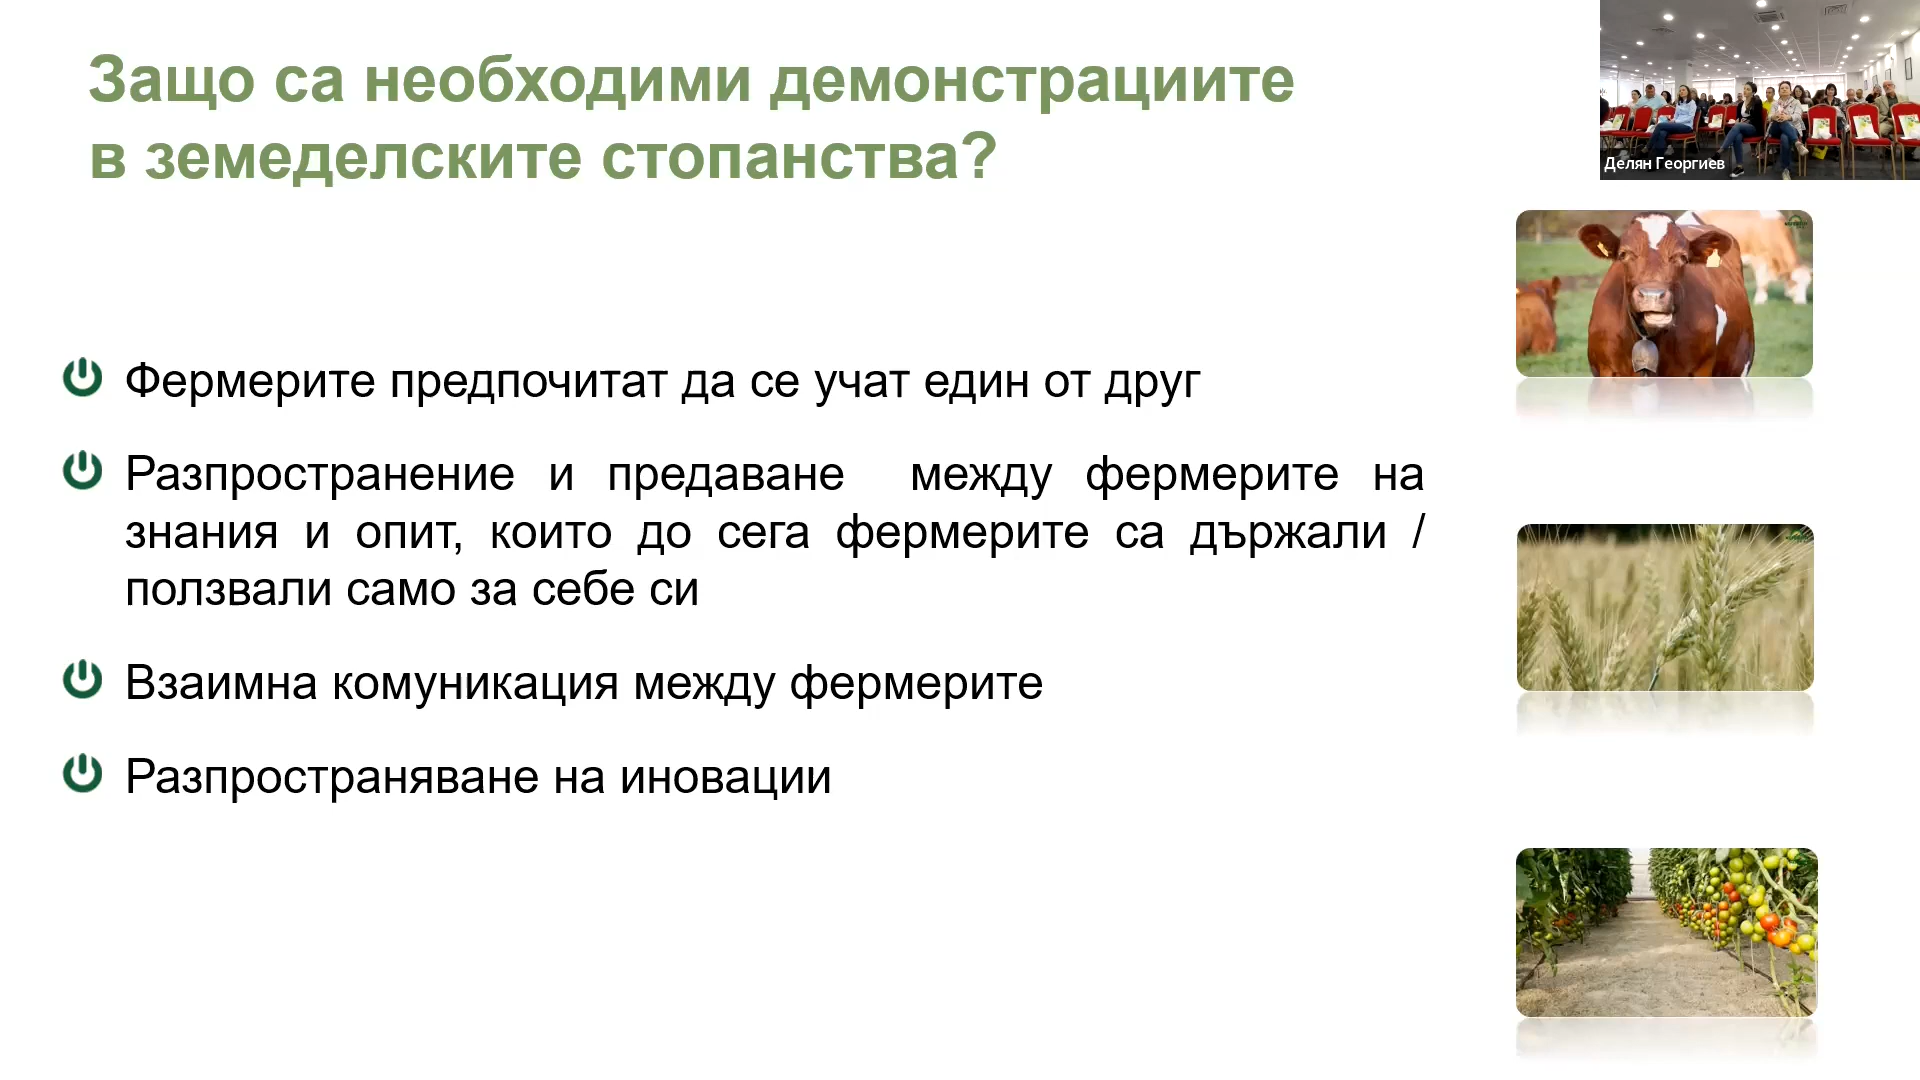 Защо са необходими демонстрациите
в земеделските стопанства?
Делян Георгиев
Фермерите предпочитат да се учат един от друг
Разпространение и предаване между фермерите на
знания и опит, които до сега фермерите са държали /
ползвали само за себе си
Взаимна комуникация между фермерите
Разпространяване на иновации